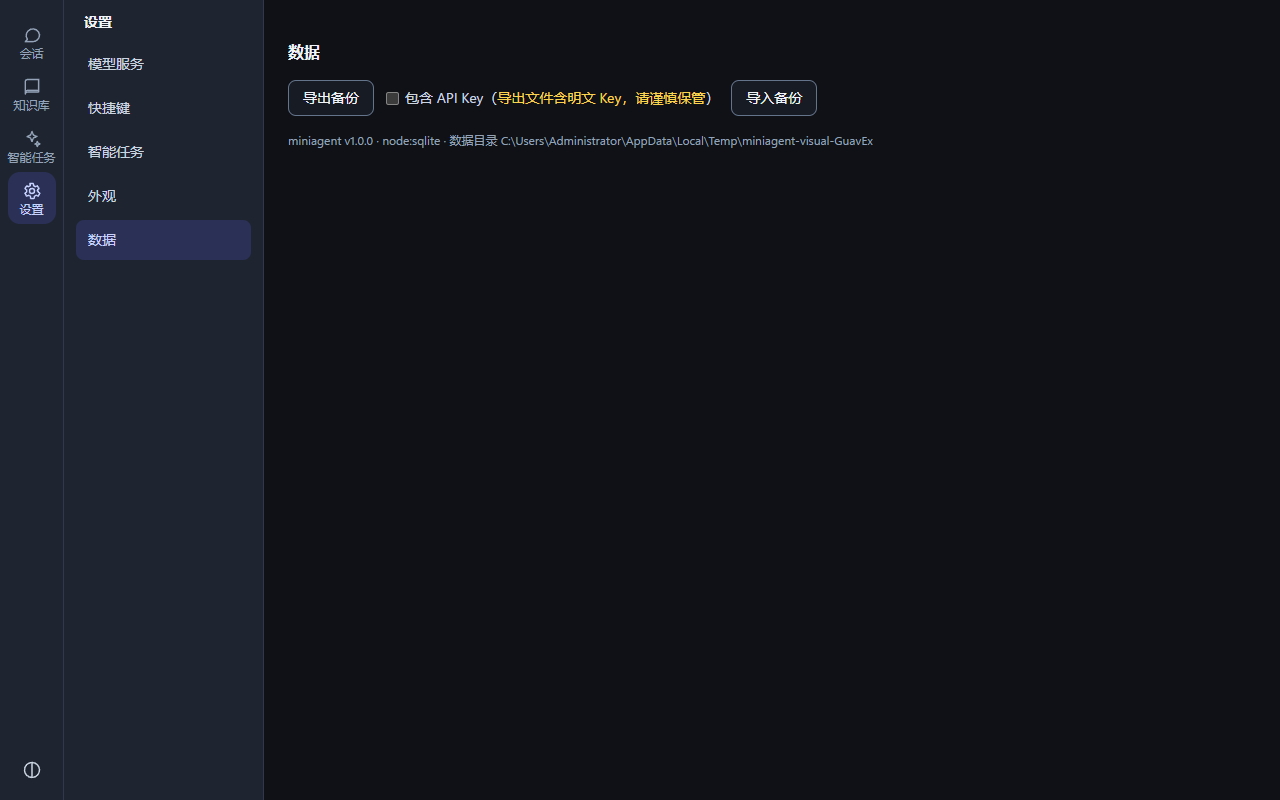 会话
知识库
智能任务
设置
设置
模型服务
快捷键
智能任务
外观
数据
数据
导出备份 包含 API Key（导出文件含明文 Key，请谨慎保管） 导入备份
miniagent v1.0.0 · node:sqlite · 数据目录 C:\Users\Administrator\AppData\Local\Temp\miniagent-visual-GuavEx